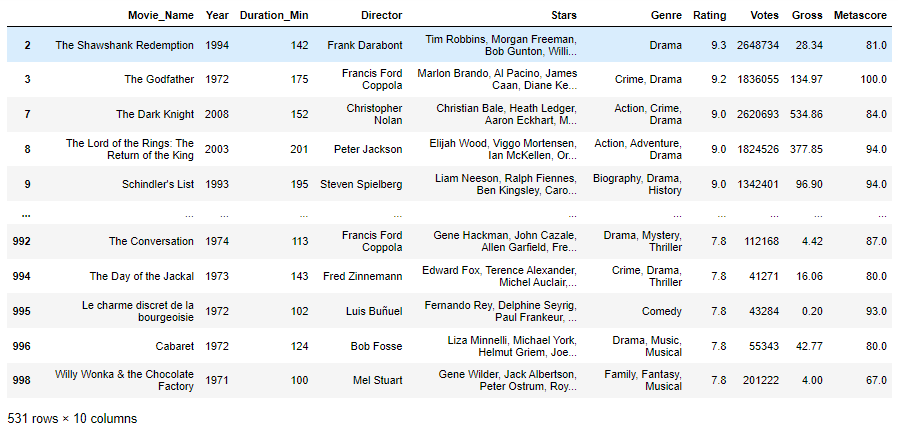 Movie_Name Year Duration_Min Director Stars Genre Rating Votes Gross Metascore
2 The Shawshank Redemption 1994 142 Frank Darabont Tim Robbins, Morgan Freeman, Bob Gunton, Willi... Drama 9.3 2648734 28.34 81.0
3 The Godfather 1972 175 Francis Ford Coppola Marlon Brando, Al Pacino, James Caan, Diane Ke... Crime, Drama 9.2 1836055 134.97 100.0
7 The Dark Knight 2008 152 Christopher Nolan Christian Bale, Heath Ledger, Aaron Eckhart, M... Action, Crime, Drama 9.0 2620693 534.86 84.0
8 The Lord of the Rings: The Return of the King 2003 201 Peter Jackson Elijah Wood, Viggo Mortensen, Ian McKellen, Or... Action, Adventure, Drama 9.0 1824526 377.85 94.0
9 Schindler's List 1993 195 Steven Spielberg Liam Neeson, Ralph Fiennes, Ben Kingsley, Caro... Biography, Drama, History 9.0 1342401 96.90 94.0
... ... ... ... ... ... ... ... ... ... ...
992 The Conversation 1974 113 Francis Ford Coppola Gene Hackman, John Cazale, Allen Garfield, Fre... Drama, Mystery, Thriller 7.8 112168 4.42 87.0
994 The Day of the Jackal 1973 143 Fred Zinnemann Edward Fox, Terence Alexander, Michel Auclair,... Crime, Drama, Thriller 7.8 41271 16.06 80.0
995 Le charme discret de la bourgeoisie 1972 102 Luis Buñuel Fernando Rey, Delphine Seyrig, Paul Frankeur, ... Comedy 7.8 43284 0.20 93.0
996 Cabaret 1972 124 Bob Fosse Liza Minnelli, Michael York, Helmut Griem, Joe... Drama, Music, Musical 7.8 55343 42.77 80.0
998 Willy Wonka & the Chocolate Factory 1971 100 Mel Stuart Gene Wilder, Jack Albertson, Peter Ostrum, Roy... Family, Fantasy, Musical 7.8 201222 4.00 67.0
531 rows × 10 columns